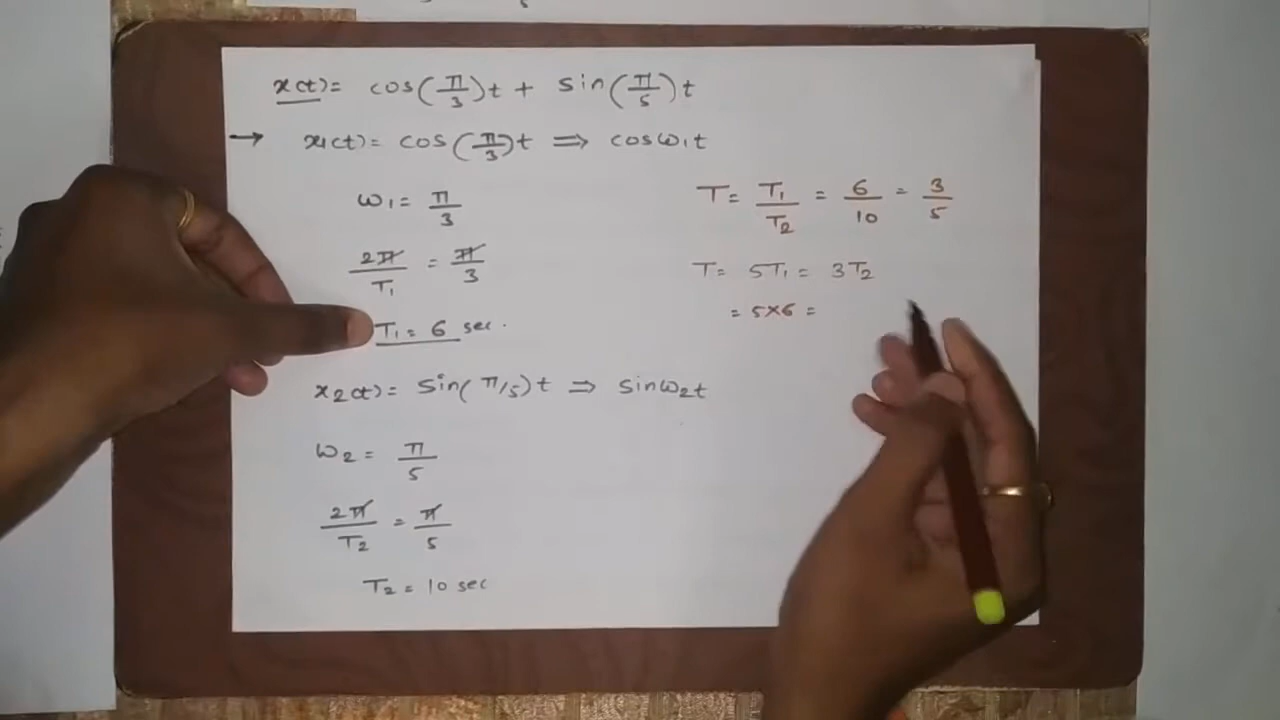 x(t)= cos(π/3)t + sin(π/5)t
→ x1(t)= cos(π/3)t ⇒ cosω1t
ω1= π/3
2π/T1 = π/3
T1= 6 sec.
x2(t)= sin(π/5)t ⇒ sinω2t
ω2= π/5
2π/T2 = π/5
T2 = 10 sec
T= T1/T2 = 6/10 = 3/5
T= 5T1= 3T2
= 5×6 =